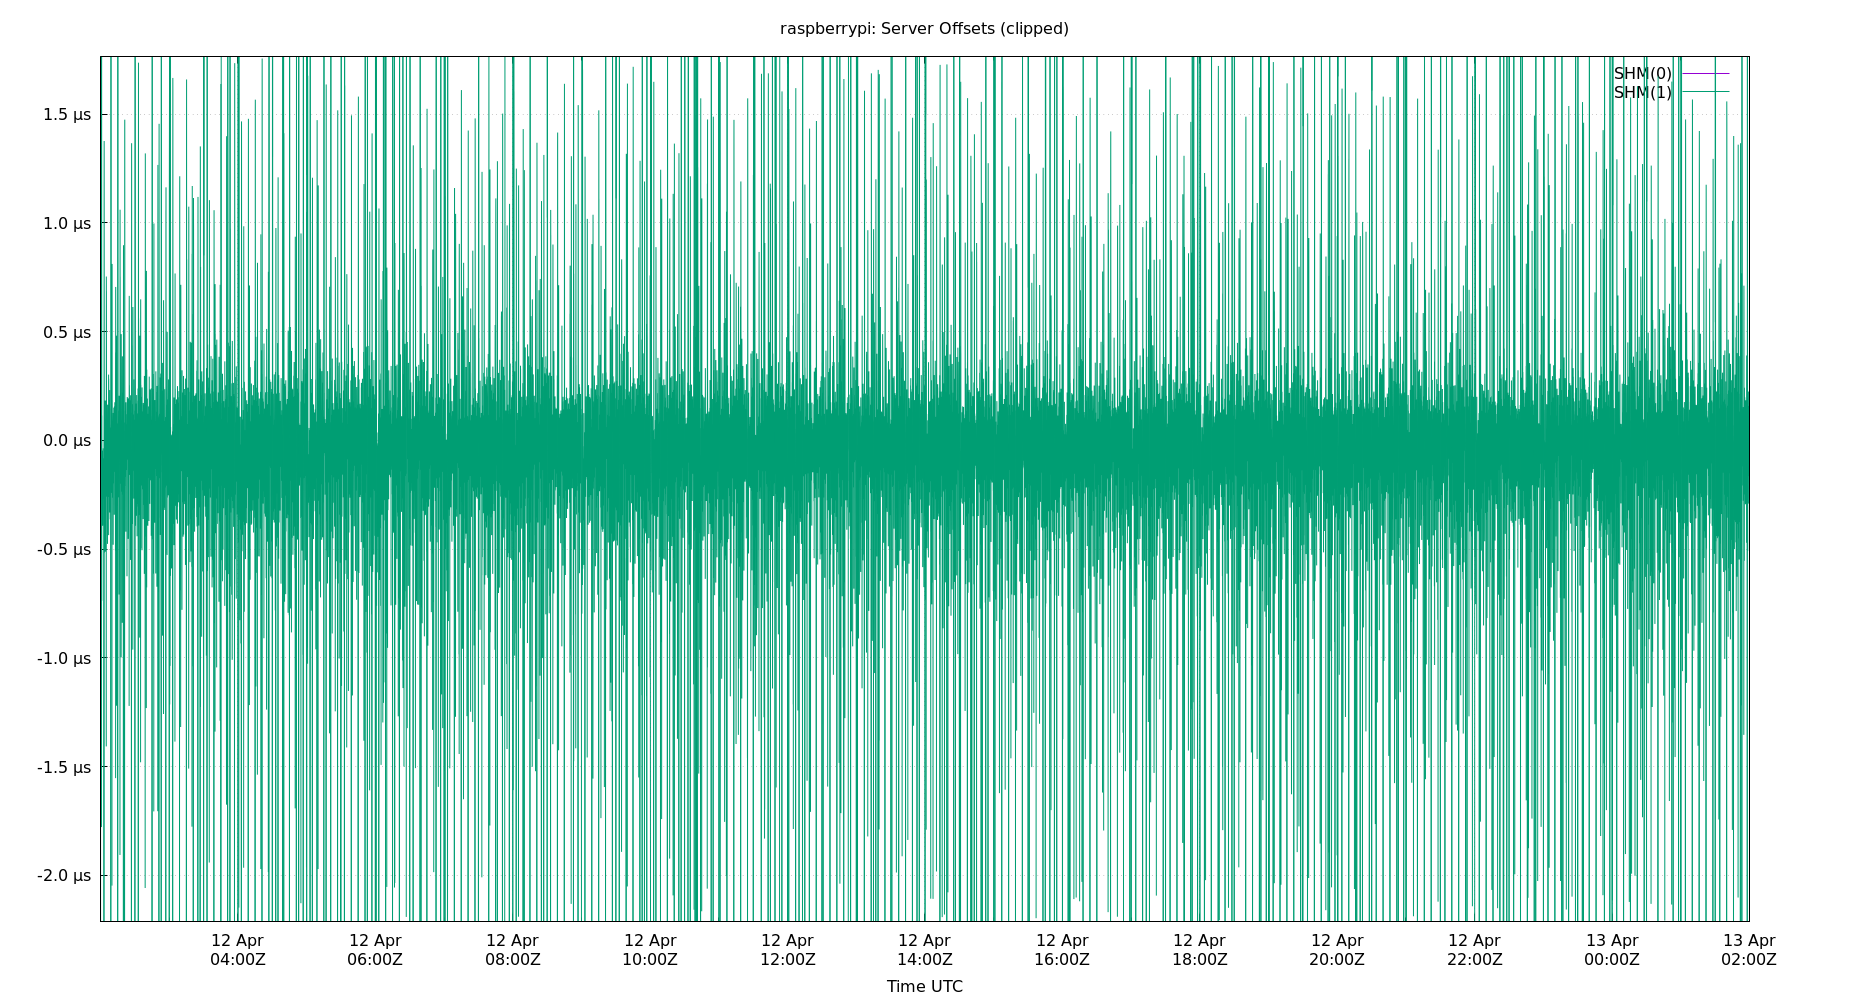 raspberrypi: Server Offsets (clipped)
SHM(0)
SHM(1)
1.5 µs
1.0 µs
0.5 µs
0.0 µs
-0.5 µs
-1.0 µs
-1.5 µs
-2.0 µs
12 Apr 12 Apr 12 Apr 12 Apr 12 Apr 12 Apr 12 Apr 12 Apr 12 Apr 12 Apr 13 Apr 13 Apr
04:00Z 06:00Z 08:00Z 10:00Z 12:00Z 14:00Z 16:00Z 18:00Z 20:00Z 22:00Z 00:00Z 02:00Z
Time UTC